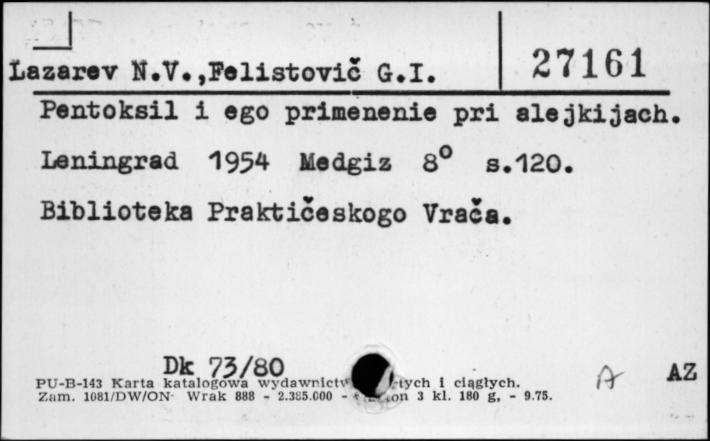 27161
Lazarev N.V.,Felistovič G.I.
Pentoksil i ego primenenie pri alejkijach.
Leningrad 1954 Medgiz 8° s.120.
Biblioteka Praktičeskogo Vrača.
Dk 73/80
PU-B-143 Karta katalogowa wydawnictw tych i ciągłych.
Zam. 1081/DW/ON Wrak 888 - 2.385.000 - 3 kl. 180 g, - 9.75.
A AZ